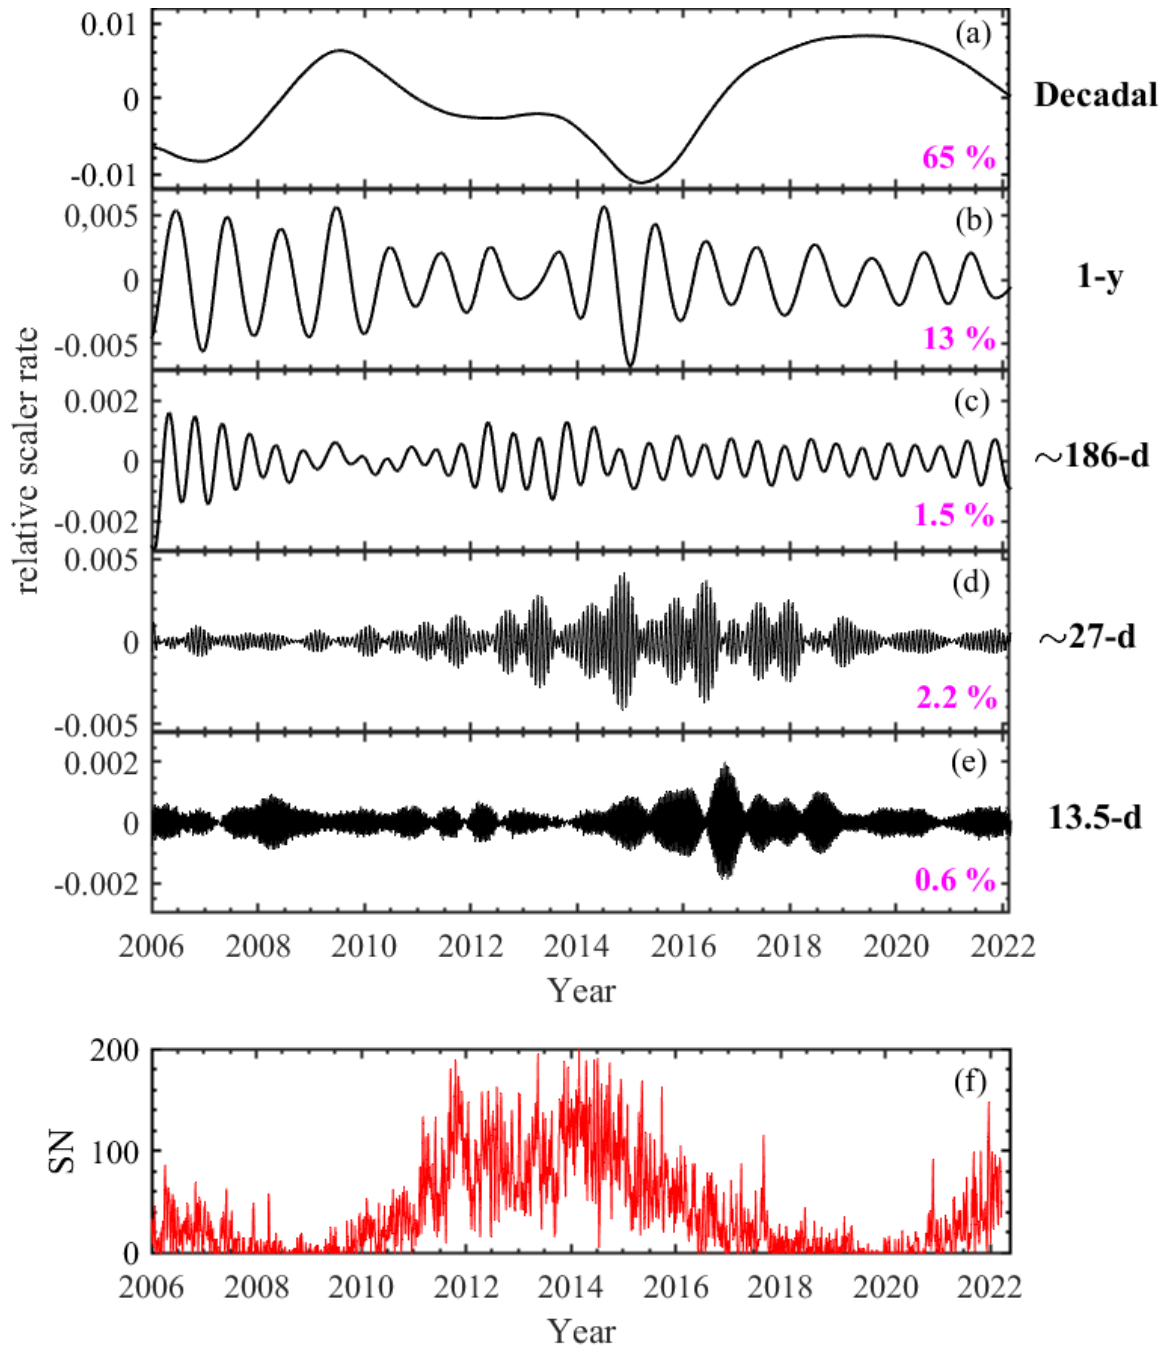 0.01
0
-0.01
(a)
65 %
Decadal
0,005
0
-0.005
(b)
13 %
1-y
relative scaler rate
0.002
0
-0.002
(c)
1.5 %
~186-d
0.005
0
-0.005
(d)
2.2 %
~27-d
0.002
0
-0.002
(e)
0.6 %
13.5-d
2006 2008 2010 2012 2014 2016 2018 2020 2022
Year
200
100
0
SN
(f)
2006 2008 2010 2012 2014 2016 2018 2020 2022
Year